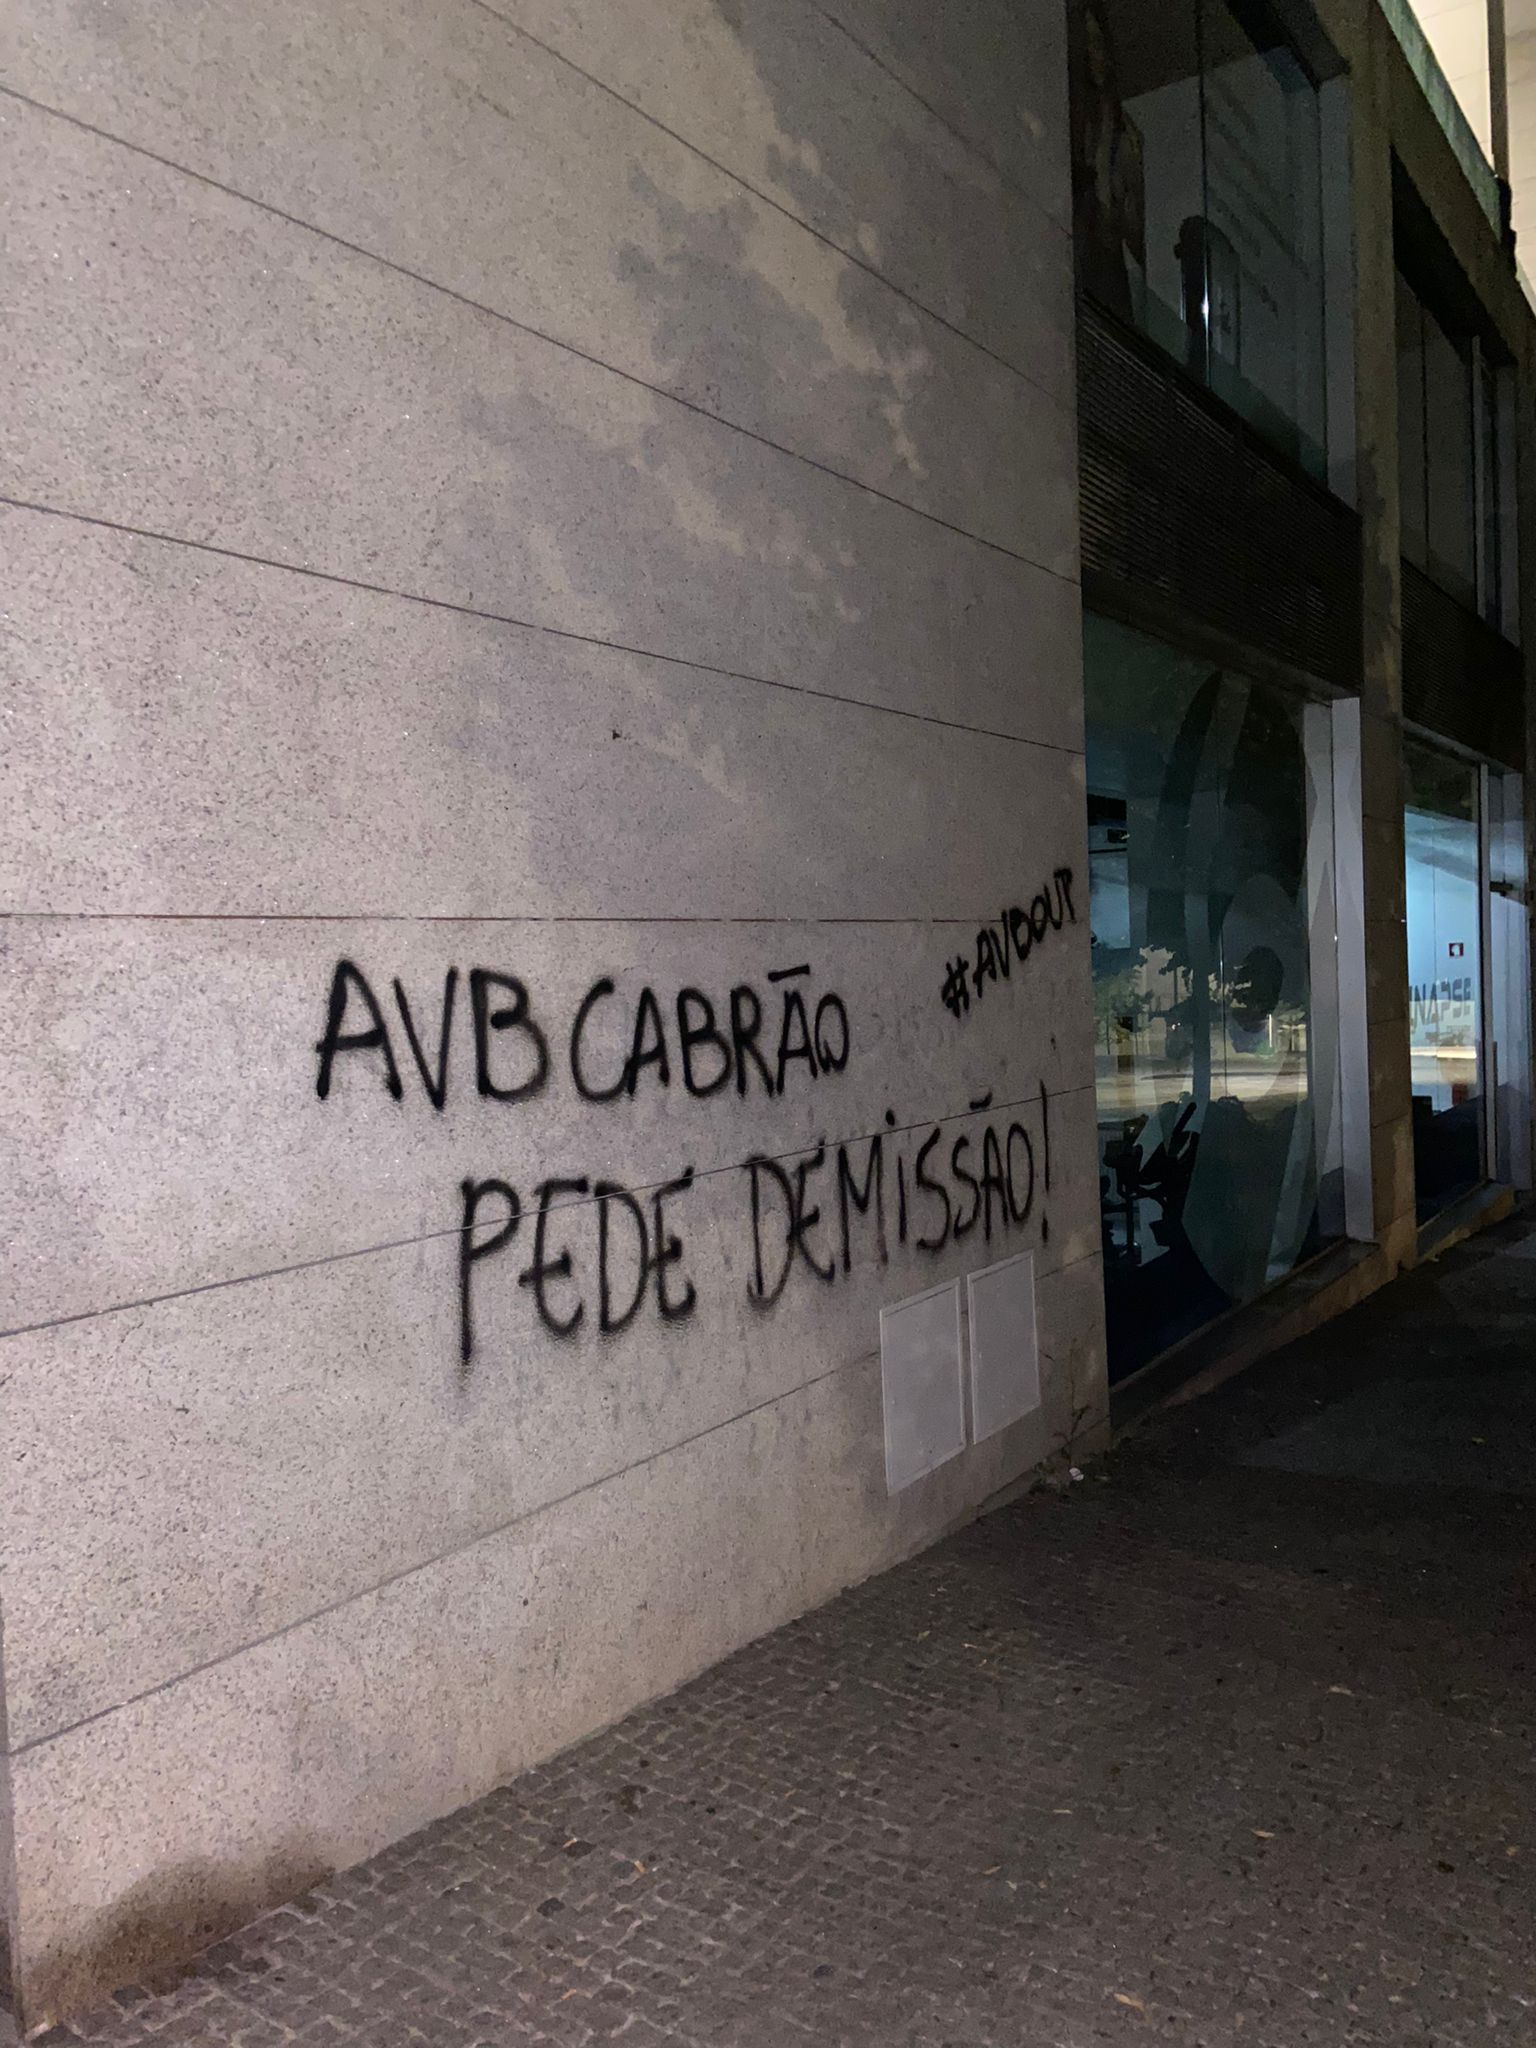 #AVBOUT
AVB CABRÃO
PEDE DEMISSÃO!